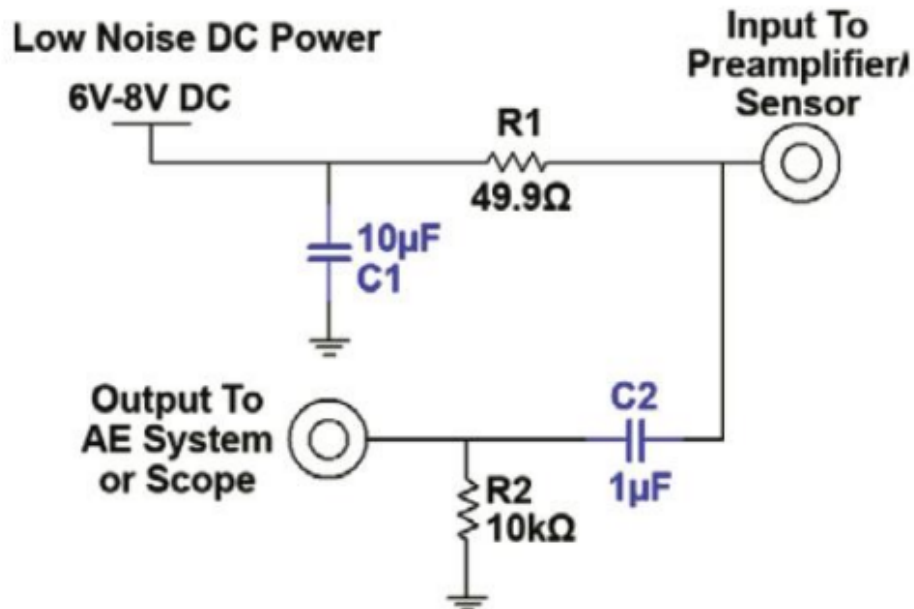 Low Noise DC Power
6V-8V DC
Input To
Preamplifier/
Sensor
R1
49.9Ω
10µF
C1
Output To
AE System
or Scope
C2
1µF
R2
10kΩ